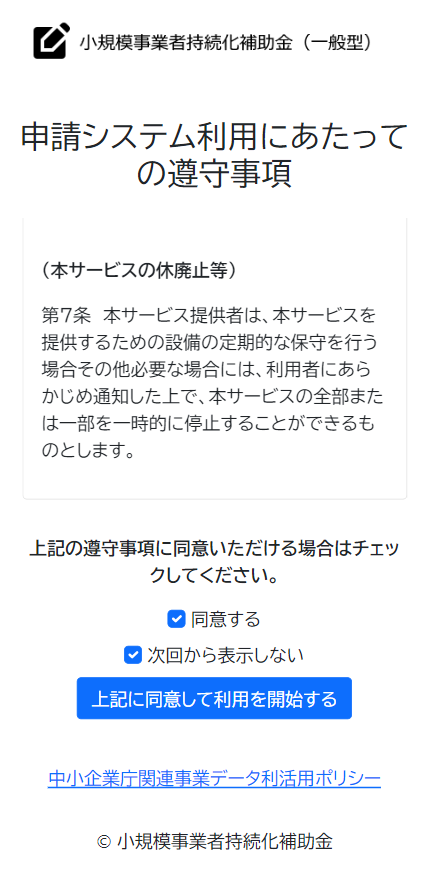 小規模事業者持続化補助金（一般型）
申請システム利用にあたって
の遵守事項
（本サービスの休廃止等）
第7条　本サービス提供者は、本サービスを
提供するための設備の定期的な保守を行う
場合その他必要な場合には、利用者にあら
かじめ通知した上で、本サービスの全部また
は一部を一時的に停止することができるも
のとします。
上記の遵守事項に同意いただける場合はチェッ
クしてください。
同意する
次回から表示しない
上記に同意して利用を開始する
中小企業庁関連事業データ利活用ポリシー
© 小規模事業者持続化補助金